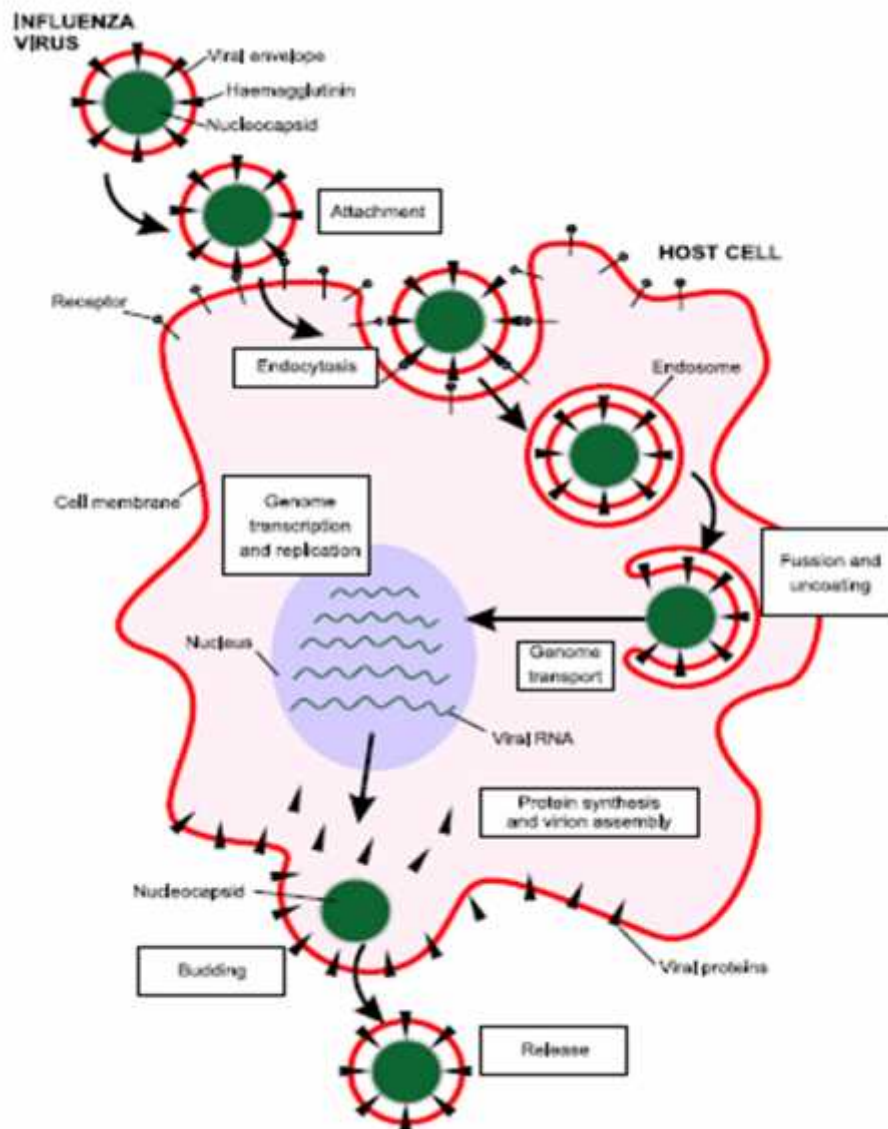 INFLUENZA
VIRUS
Viral envelope
Haemagglutinin
Nucleocapsid
Attachment
HOST CELL
Receptor
Endocytosis
Endosome
Cell membrane
Genome
transcription
and replication
Fussion and
uncoating
Nucleus
Genome
transport
Viral RNA
Protein synthesis
and virion assembly
Nucleocapsid
Budding
Viral proteins
Release